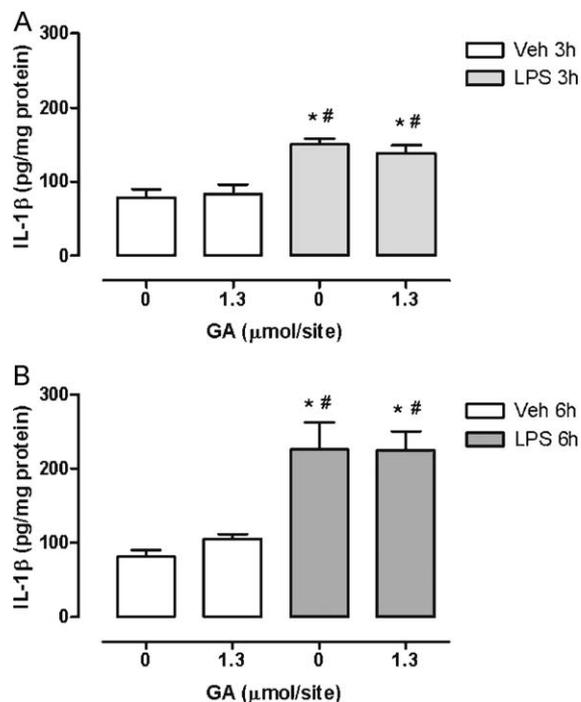 A
300
200
100
0
IL-1β (pg/mg protein)
* #
* #
Veh 3h
LPS 3h
0 1.3 0 1.3
GA (μmol/site)
B
300
200
100
0
IL-1β (pg/mg protein)
* #
* #
Veh 6h
LPS 6h
0 1.3 0 1.3
GA (μmol/site)